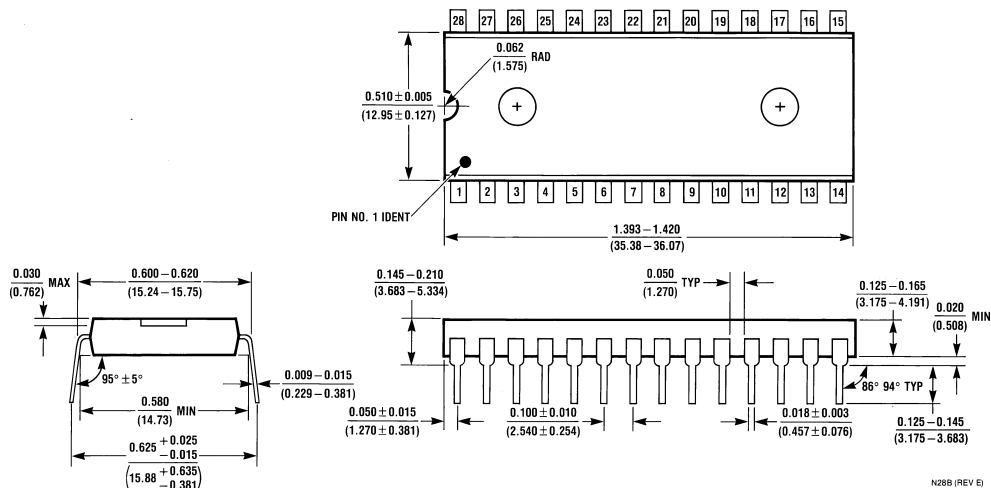 28 27 26 25 24 23 22 21 20 19 18 17 16 15
0.062
(1.575) RAD
0.510 ± 0.005
(12.95 ± 0.127)
PIN NO. 1 IDENT
1 2 3 4 5 6 7 8 9 10 11 12 13 14
1.393 – 1.420
(35.38 – 36.07)
0.030
(0.762) MAX
0.600 – 0.620
(15.24 – 15.75)
95° ± 5°
0.009 – 0.015
(0.229 – 0.381)
0.580
(14.73) MIN
0.625 +0.025
-0.015
(15.88 +0.635
-0.381)
0.145 – 0.210
(3.683 – 5.334)
0.050
(1.270) TYP
0.125 – 0.165
(3.175 – 4.191)
0.020
(0.508) MIN
86° 94° TYP
0.050 ± 0.015
(1.270 ± 0.381)
0.100 ± 0.010
(2.540 ± 0.254)
0.018 ± 0.003
(0.457 ± 0.076)
0.125 – 0.145
(3.175 – 3.683)
N28B (REV E)